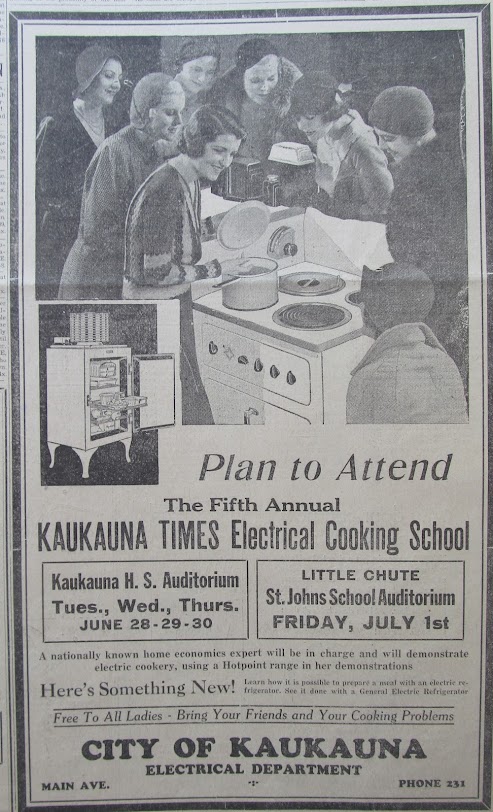 Plan to Attend
The Fifth Annual
KAUKAUNA TIMES Electrical Cooking School
Kaukauna H. S. Auditorium
Tues., Wed., Thurs.
JUNE 28-29-30
LITTLE CHUTE
St. Johns School Auditorium
FRIDAY, JULY 1st
A nationally known home economics expert will be in charge and will demonstrate
electric cookery, using a Hotpoint range in her demonstrations
Here's Something New!
Learn how it is possible to prepare a meal with an electric re-
frigerator. See it done with a General Electric Refrigerator
Free To All Ladies - Bring Your Friends and Your Cooking Problems
CITY OF KAUKAUNA
ELECTRICAL DEPARTMENT
MAIN AVE.
PHONE 231